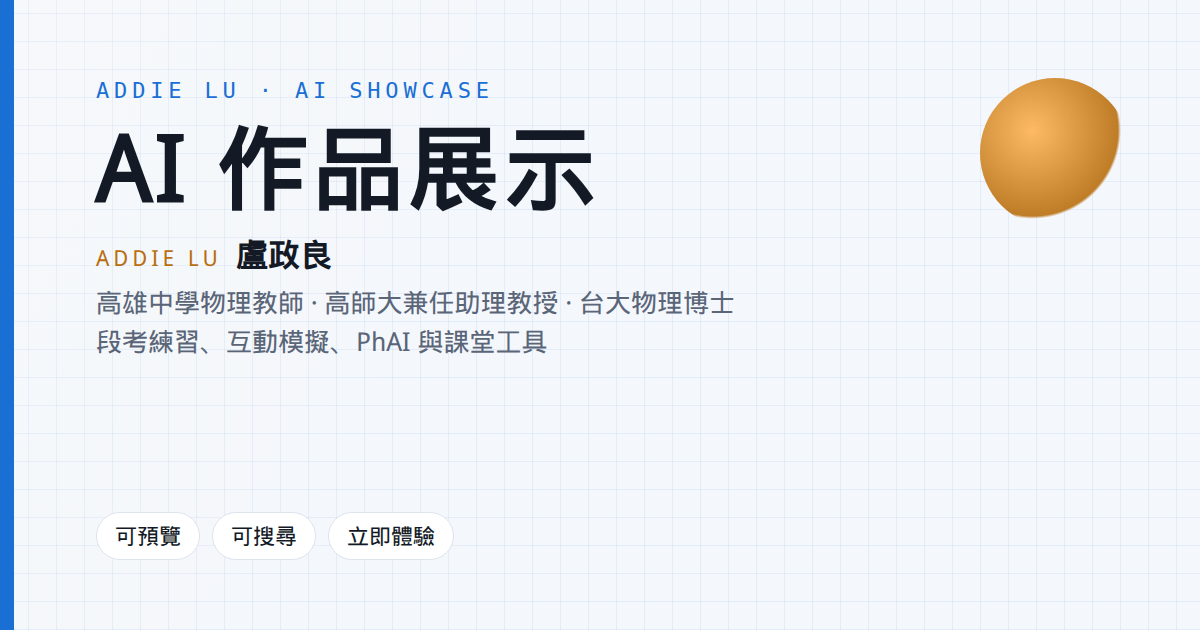 ADDIE LU · AI SHOWCASE
AI 作品展示
ADDIE LU 盧政良
高雄中學物理教師 · 高師大兼任助理教授 · 台大物理博士
段考練習、互動模擬、PhAI 與課堂工具
可預覽 可搜尋 立即體驗